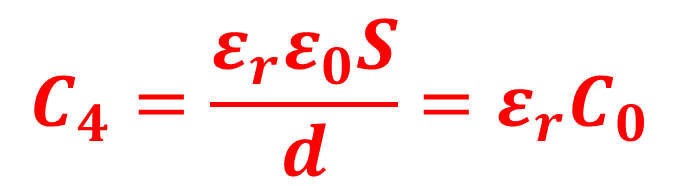 C₄ = εᵣε₀S / d = εᵣC₀